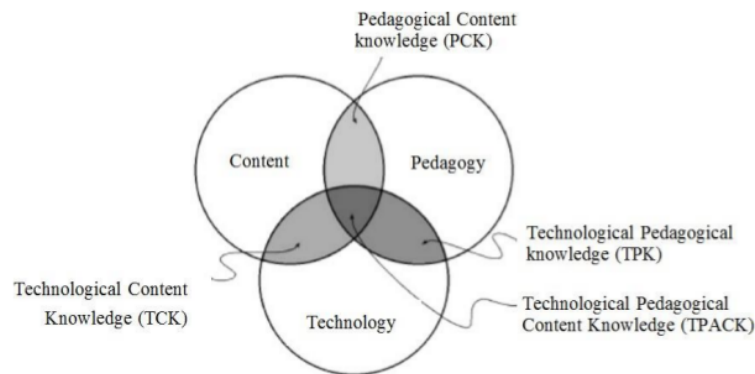 Pedagogical Content
knowledge (PCK)
Content
Pedagogy
Technological Pedagogical
knowledge (TPK)
Technological Content
Knowledge (TCK)
Technology
Technological Pedagogical
Content Knowledge (TPACK)